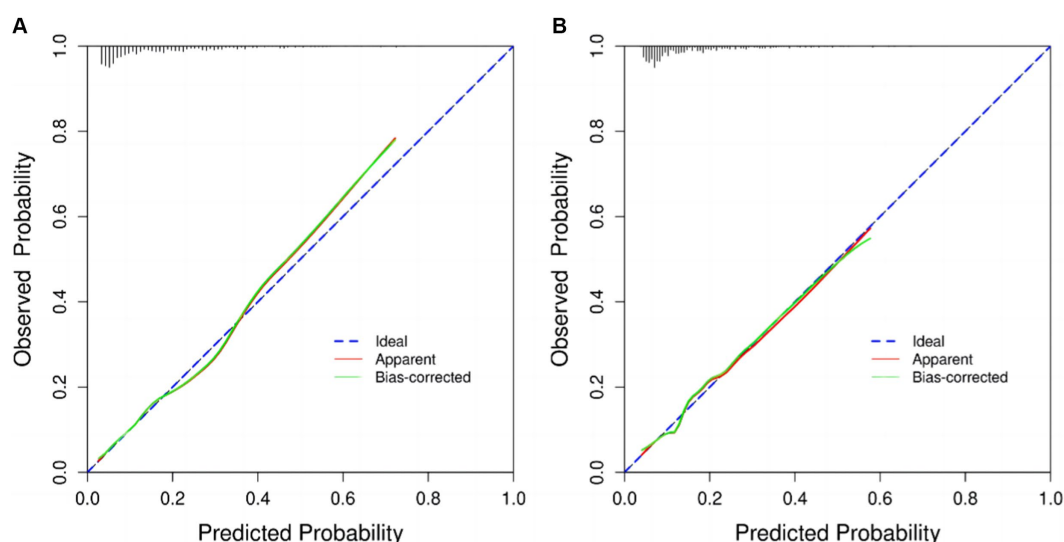 A
1.0
0.8
0.6
0.4
0.2
0.0
Observed Probability
Ideal
Apparent
Bias-corrected
0.0 0.2 0.4 0.6 0.8 1.0
Predicted Probability
B
1.0
0.8
0.6
0.4
0.2
0.0
Observed Probability
Ideal
Apparent
Bias-corrected
0.0 0.2 0.4 0.6 0.8 1.0
Predicted Probability